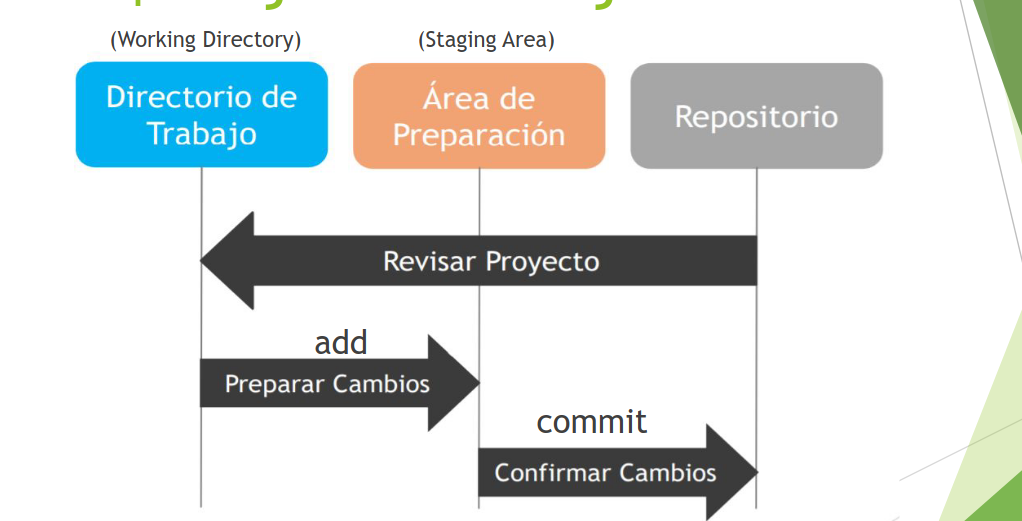 (Working Directory)
(Staging Area)
Directorio de
Trabajo
Área de
Preparación
Repositorio
Revisar Proyecto
add
Preparar Cambios
commit
Confirmar Cambios